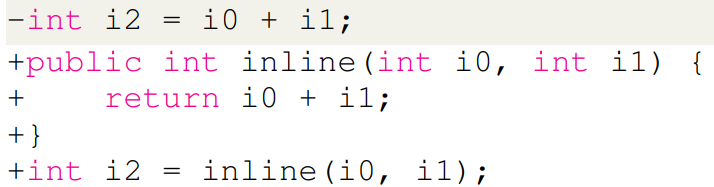 -int i2 = i0 + i1;
+public int inline(int i0, int i1) {
+    return i0 + i1;
+}
+int i2 = inline(i0, i1);